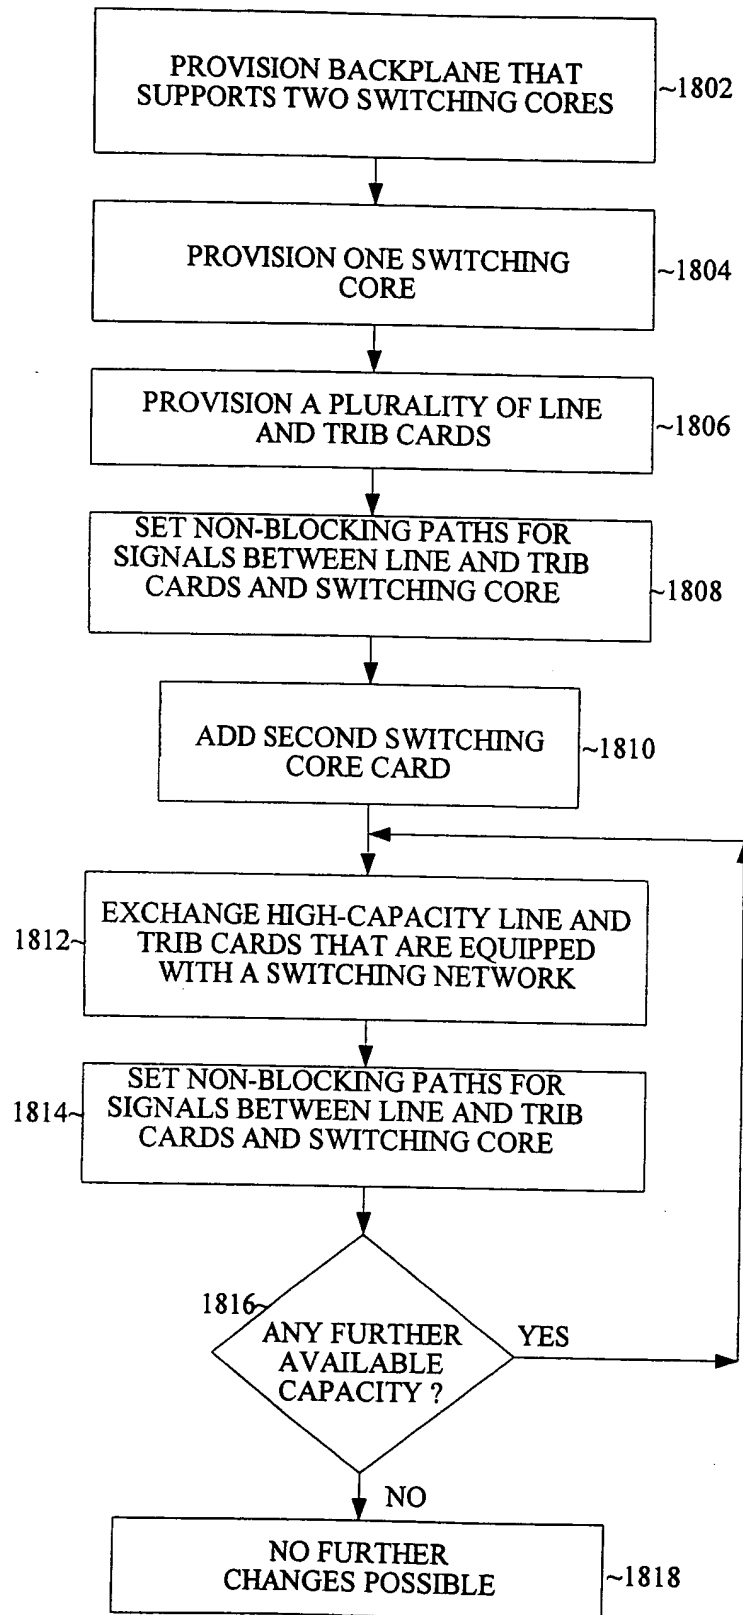 PROVISION BACKPLANE THAT
SUPPORTS TWO SWITCHING CORES
~1802
PROVISION ONE SWITCHING
CORE
~1804
PROVISION A PLURALITY OF LINE
AND TRIB CARDS
~1806
SET NON-BLOCKING PATHS FOR
SIGNALS BETWEEN LINE AND TRIB
CARDS AND SWITCHING CORE
~1808
ADD SECOND SWITCHING
CORE CARD
~1810
1812~
EXCHANGE HIGH-CAPACITY LINE AND
TRIB CARDS THAT ARE EQUIPPED
WITH A SWITCHING NETWORK
1814~
SET NON-BLOCKING PATHS FOR
SIGNALS BETWEEN LINE AND TRIB
CARDS AND SWITCHING CORE
1816~
ANY FURTHER
AVAILABLE
CAPACITY ?
YES
NO
NO FURTHER
CHANGES POSSIBLE
~1818